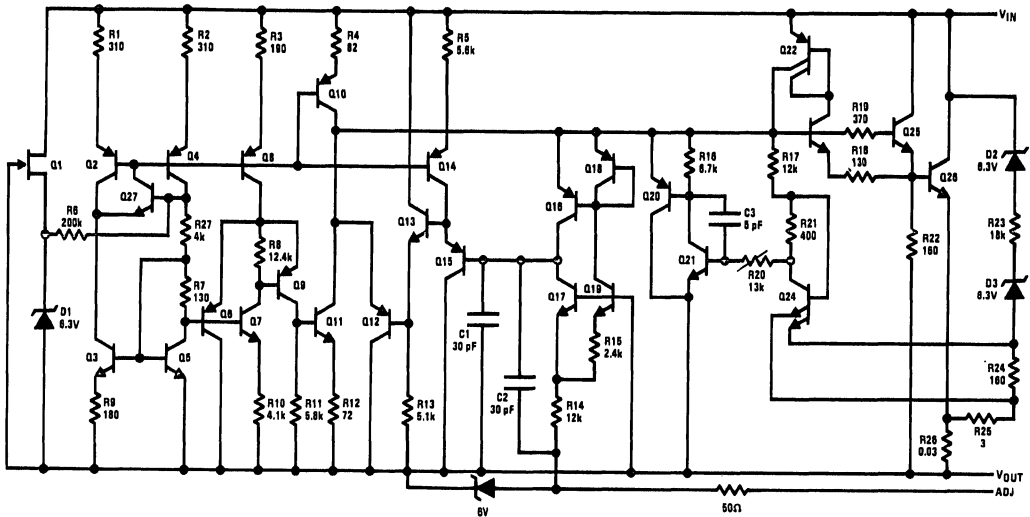 R1
310
R2
310
R3
190
R4
82
R5
5.6k
VIN
Q22
Q10
R19
370
Q25
R18
130
Q1
Q2
Q4
Q8
Q14
Q18
Q20
R16
6.7k
R17
12k
Q26
D2
6.3V
Q27
R6
200k
R27
4k
Q13
Q16
C3
5 pF
R21
400
R23
18k
R8
12.4k
Q15
Q21
R20
13k
R22
160
D1
6.3V
R7
130
Q9
Q17
Q19
Q24
D3
6.3V
Q6
Q7
Q11
Q12
C1
30 pF
R15
2.4k
Q3
Q5
C2
30 pF
R24
160
R9
180
R10
4.1k
R11
5.8k
R12
72
R13
5.1k
R14
12k
R25
3
R26
0.03
VOUT
ADJ
6V
50Ω